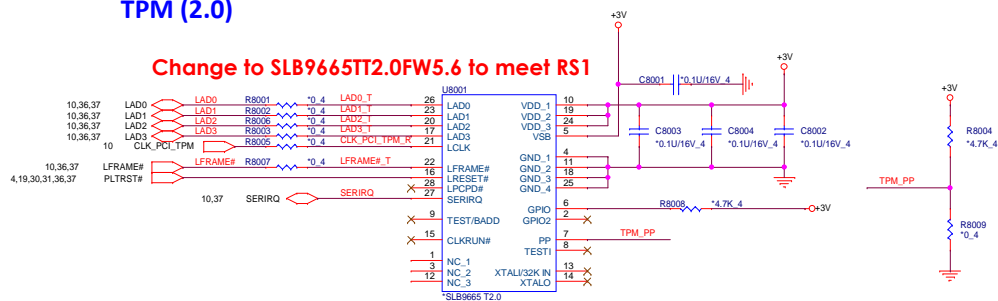 TPM (2.0)
Change to SLB9665TT2.0FW5.6 to meet RS1
+3V
C8001 *0.1U/16V_4
+3V
+3V
U8001
10,36,37 LAD0 LAD0 R8001 *0_4 LAD0_T 26 LAD0 VDD_1 10
10,36,37 LAD1 LAD1 R8002 *0_4 LAD1_T 23 LAD1 VDD_2 19
10,36,37 LAD2 LAD2 R8006 *0_4 LAD2_T 20 LAD2 VDD_3 24
10,36,37 LAD3 LAD3 R8003 *0_4 LAD3_T 17 LAD3 VSB 5
10 CLK_PCI_TPM R8005 *0_4 CLK_PCI_TPM_R 21 LCLK
C8003 *0.1U/16V_4
C8004 *0.1U/16V_4
C8002 *0.1U/16V_4
R8004 *4.7K_4
GND_1 4
10,36,37 LFRAME# LFRAME# R8007 *0_4 LFRAME#_T 22 LFRAME# GND_2 11
4,19,30,31,36,37 PLTRST# 16 LRESET# GND_3 18
28 LPCPD# GND_4 25
10,37 SERIRQ SERIRQ 27 SERIRQ
TPM_PP
GPIO 6 R8008 *4.7K_4 +3V
9 TEST/BADD GPIO2 2
R8009 *0_4
15 CLKRUN# PP 7 TPM_PP
TESTI 8
1 NC_1
3 NC_2 XTALI/32K IN 13
12 NC_3 XTALO 14
*SLB9665 T2.0